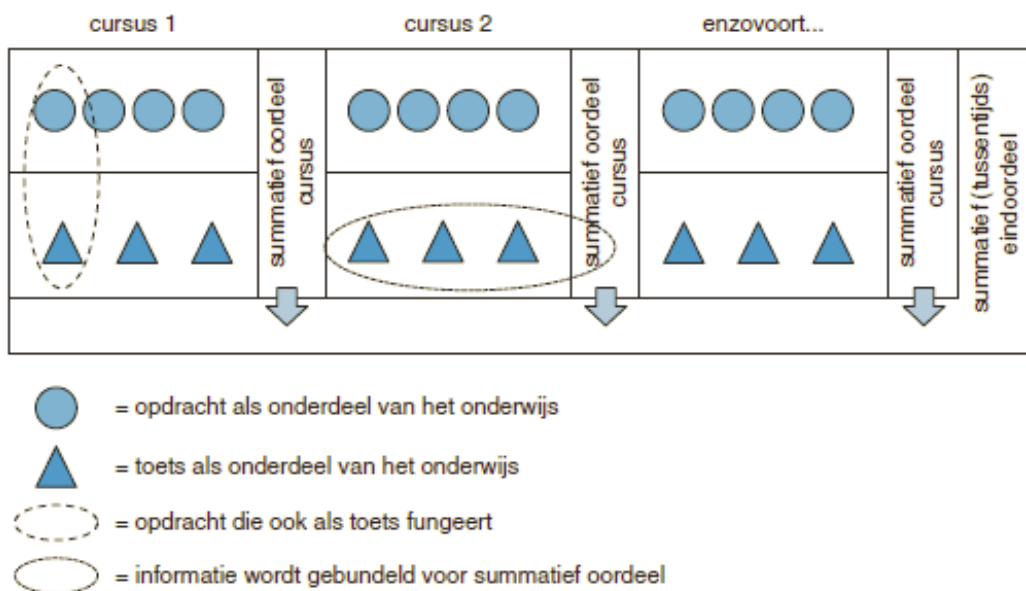 cursus 1
cursus 2
enzovoort...
summatief oordeel
cursus
summatief oordeel
cursus
summatief oordeel
cursus
summatief (tussentijds)
eindoordeel
= opdracht als onderdeel van het onderwijs
= toets als onderdeel van het onderwijs
= opdracht die ook als toets fungeert
= informatie wordt gebundeld voor summatief oordeel